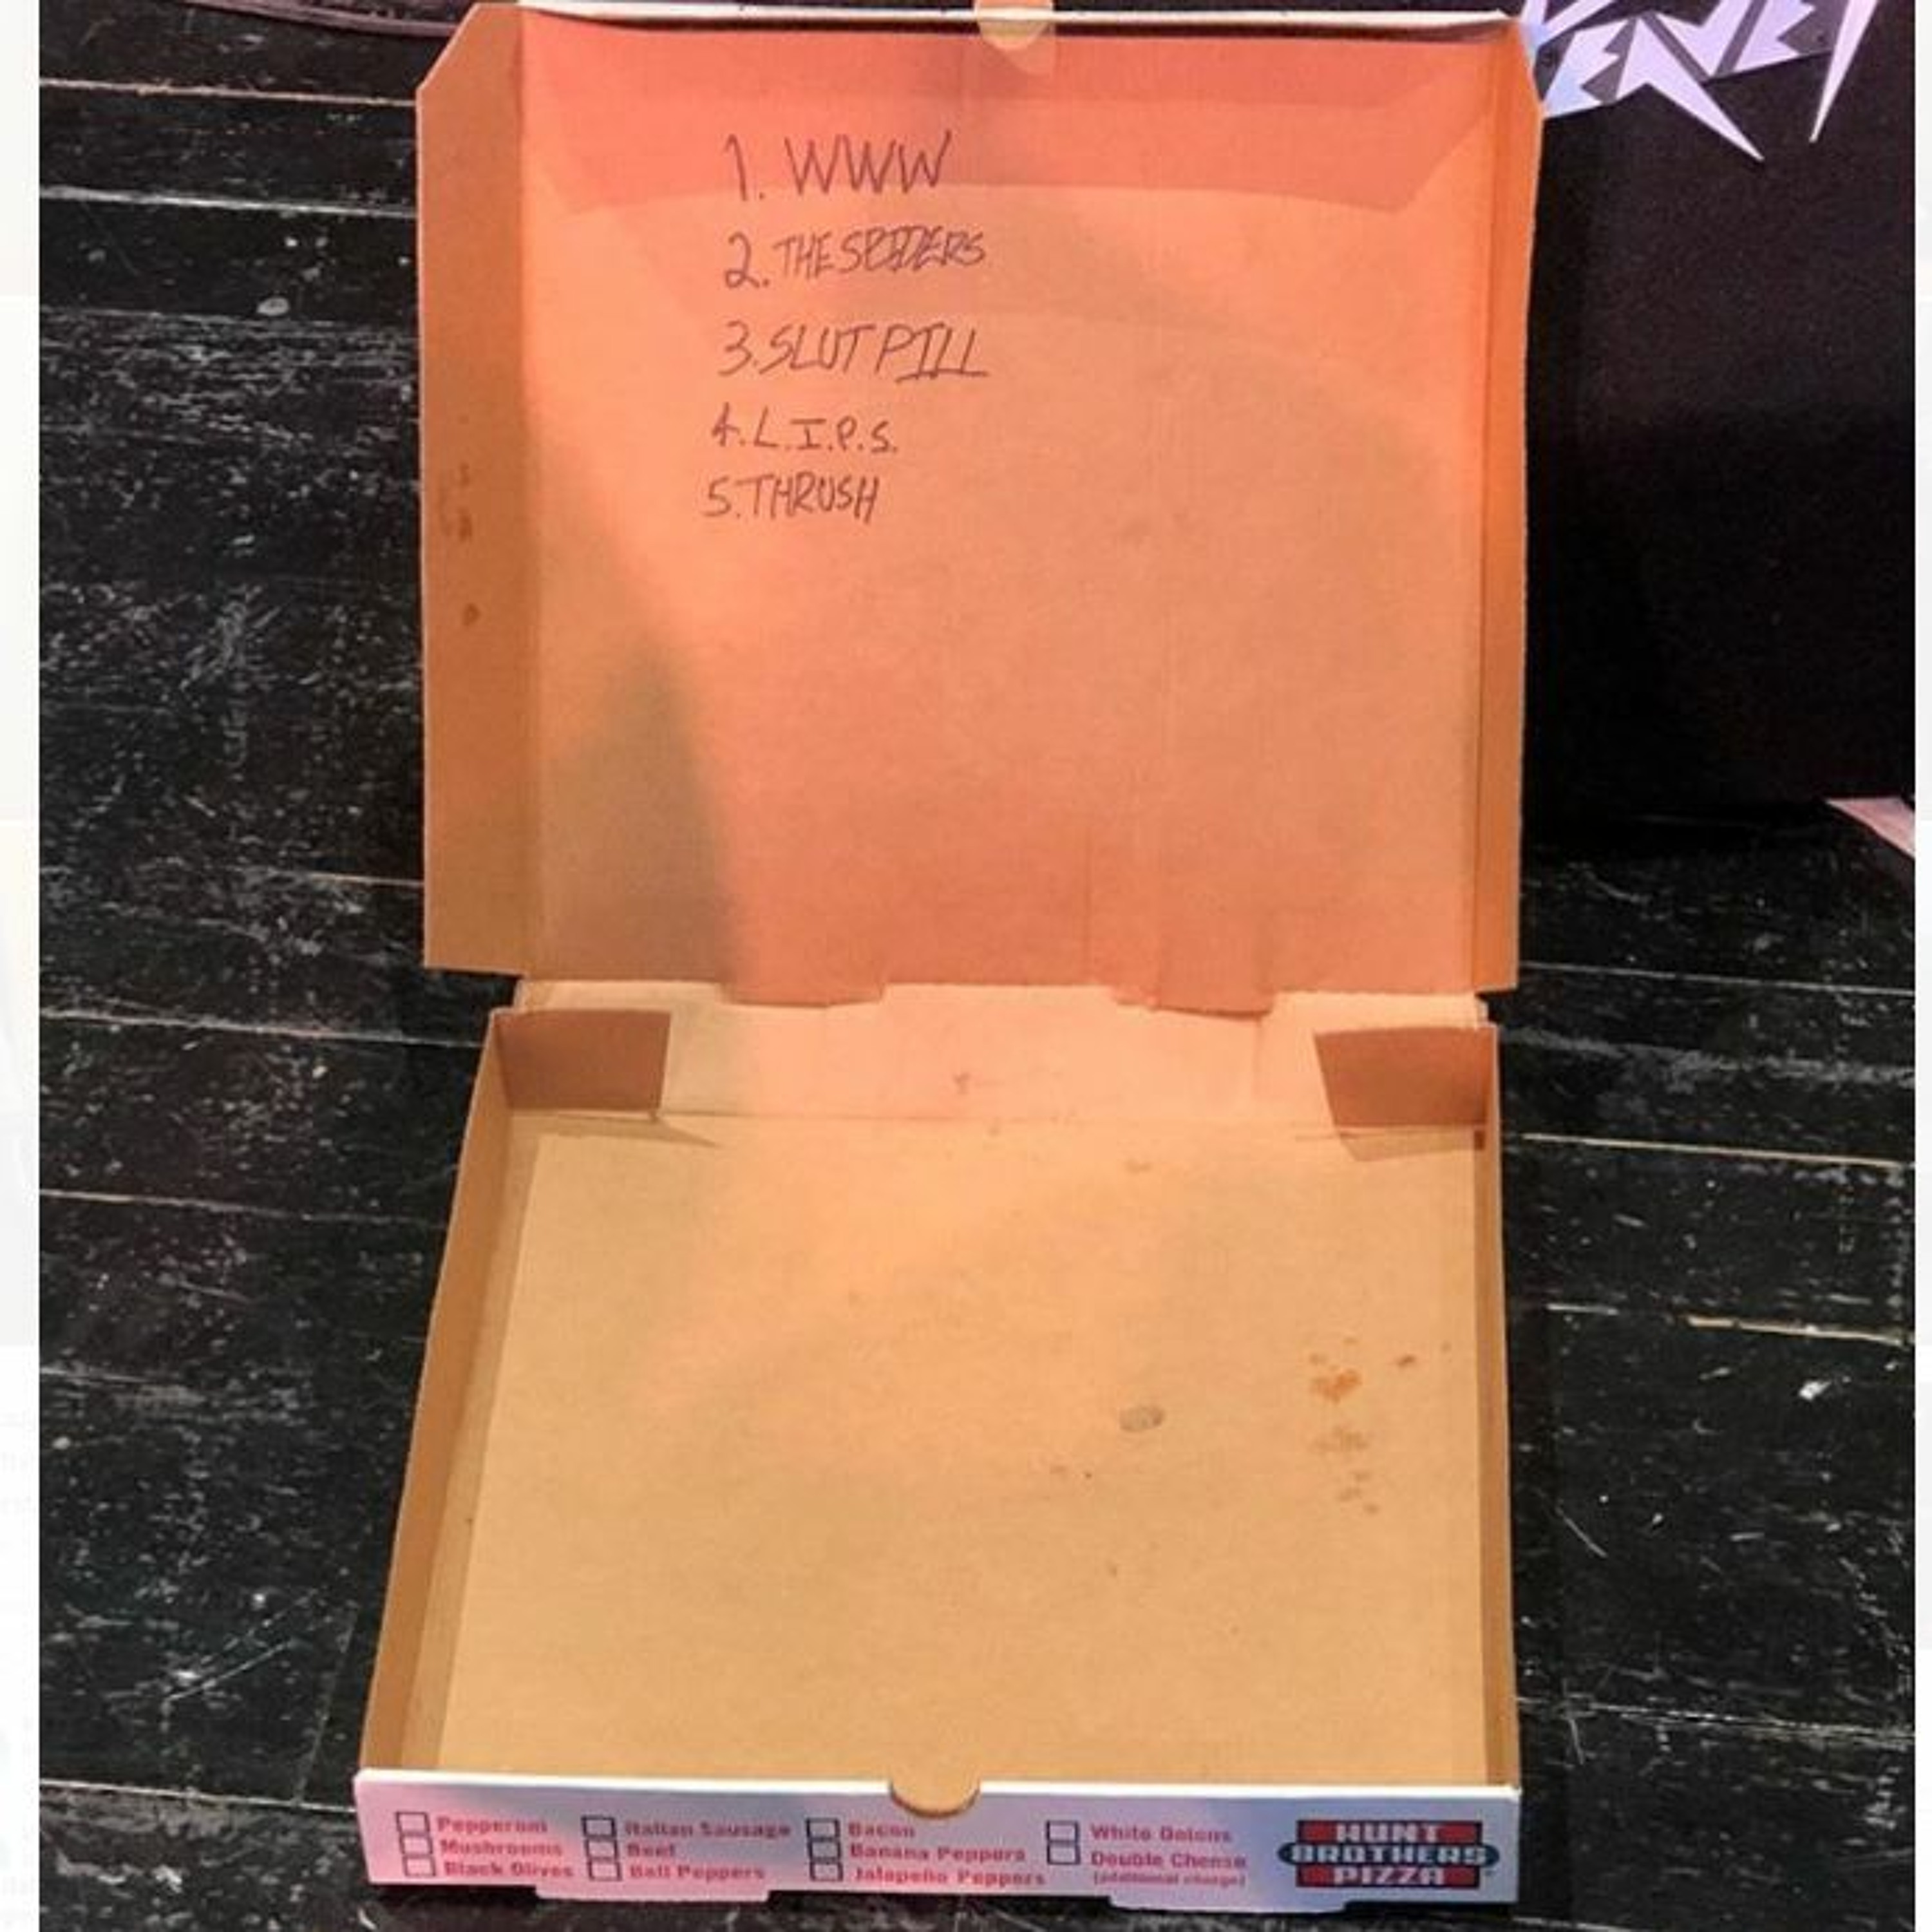 1. WWW
2. THE SPIDERS
3. SLUT PILL
4. L.I.P.S.
5. THRUSH
Pepperoni
Mushrooms
Black Olives
Italian Sausage
Beef
Bell Peppers
Bacon
Banana Peppers
Jalapeño Peppers
White Onions
Double Cheese
(additional charge)
HUNT
BROTHERS
PIZZA